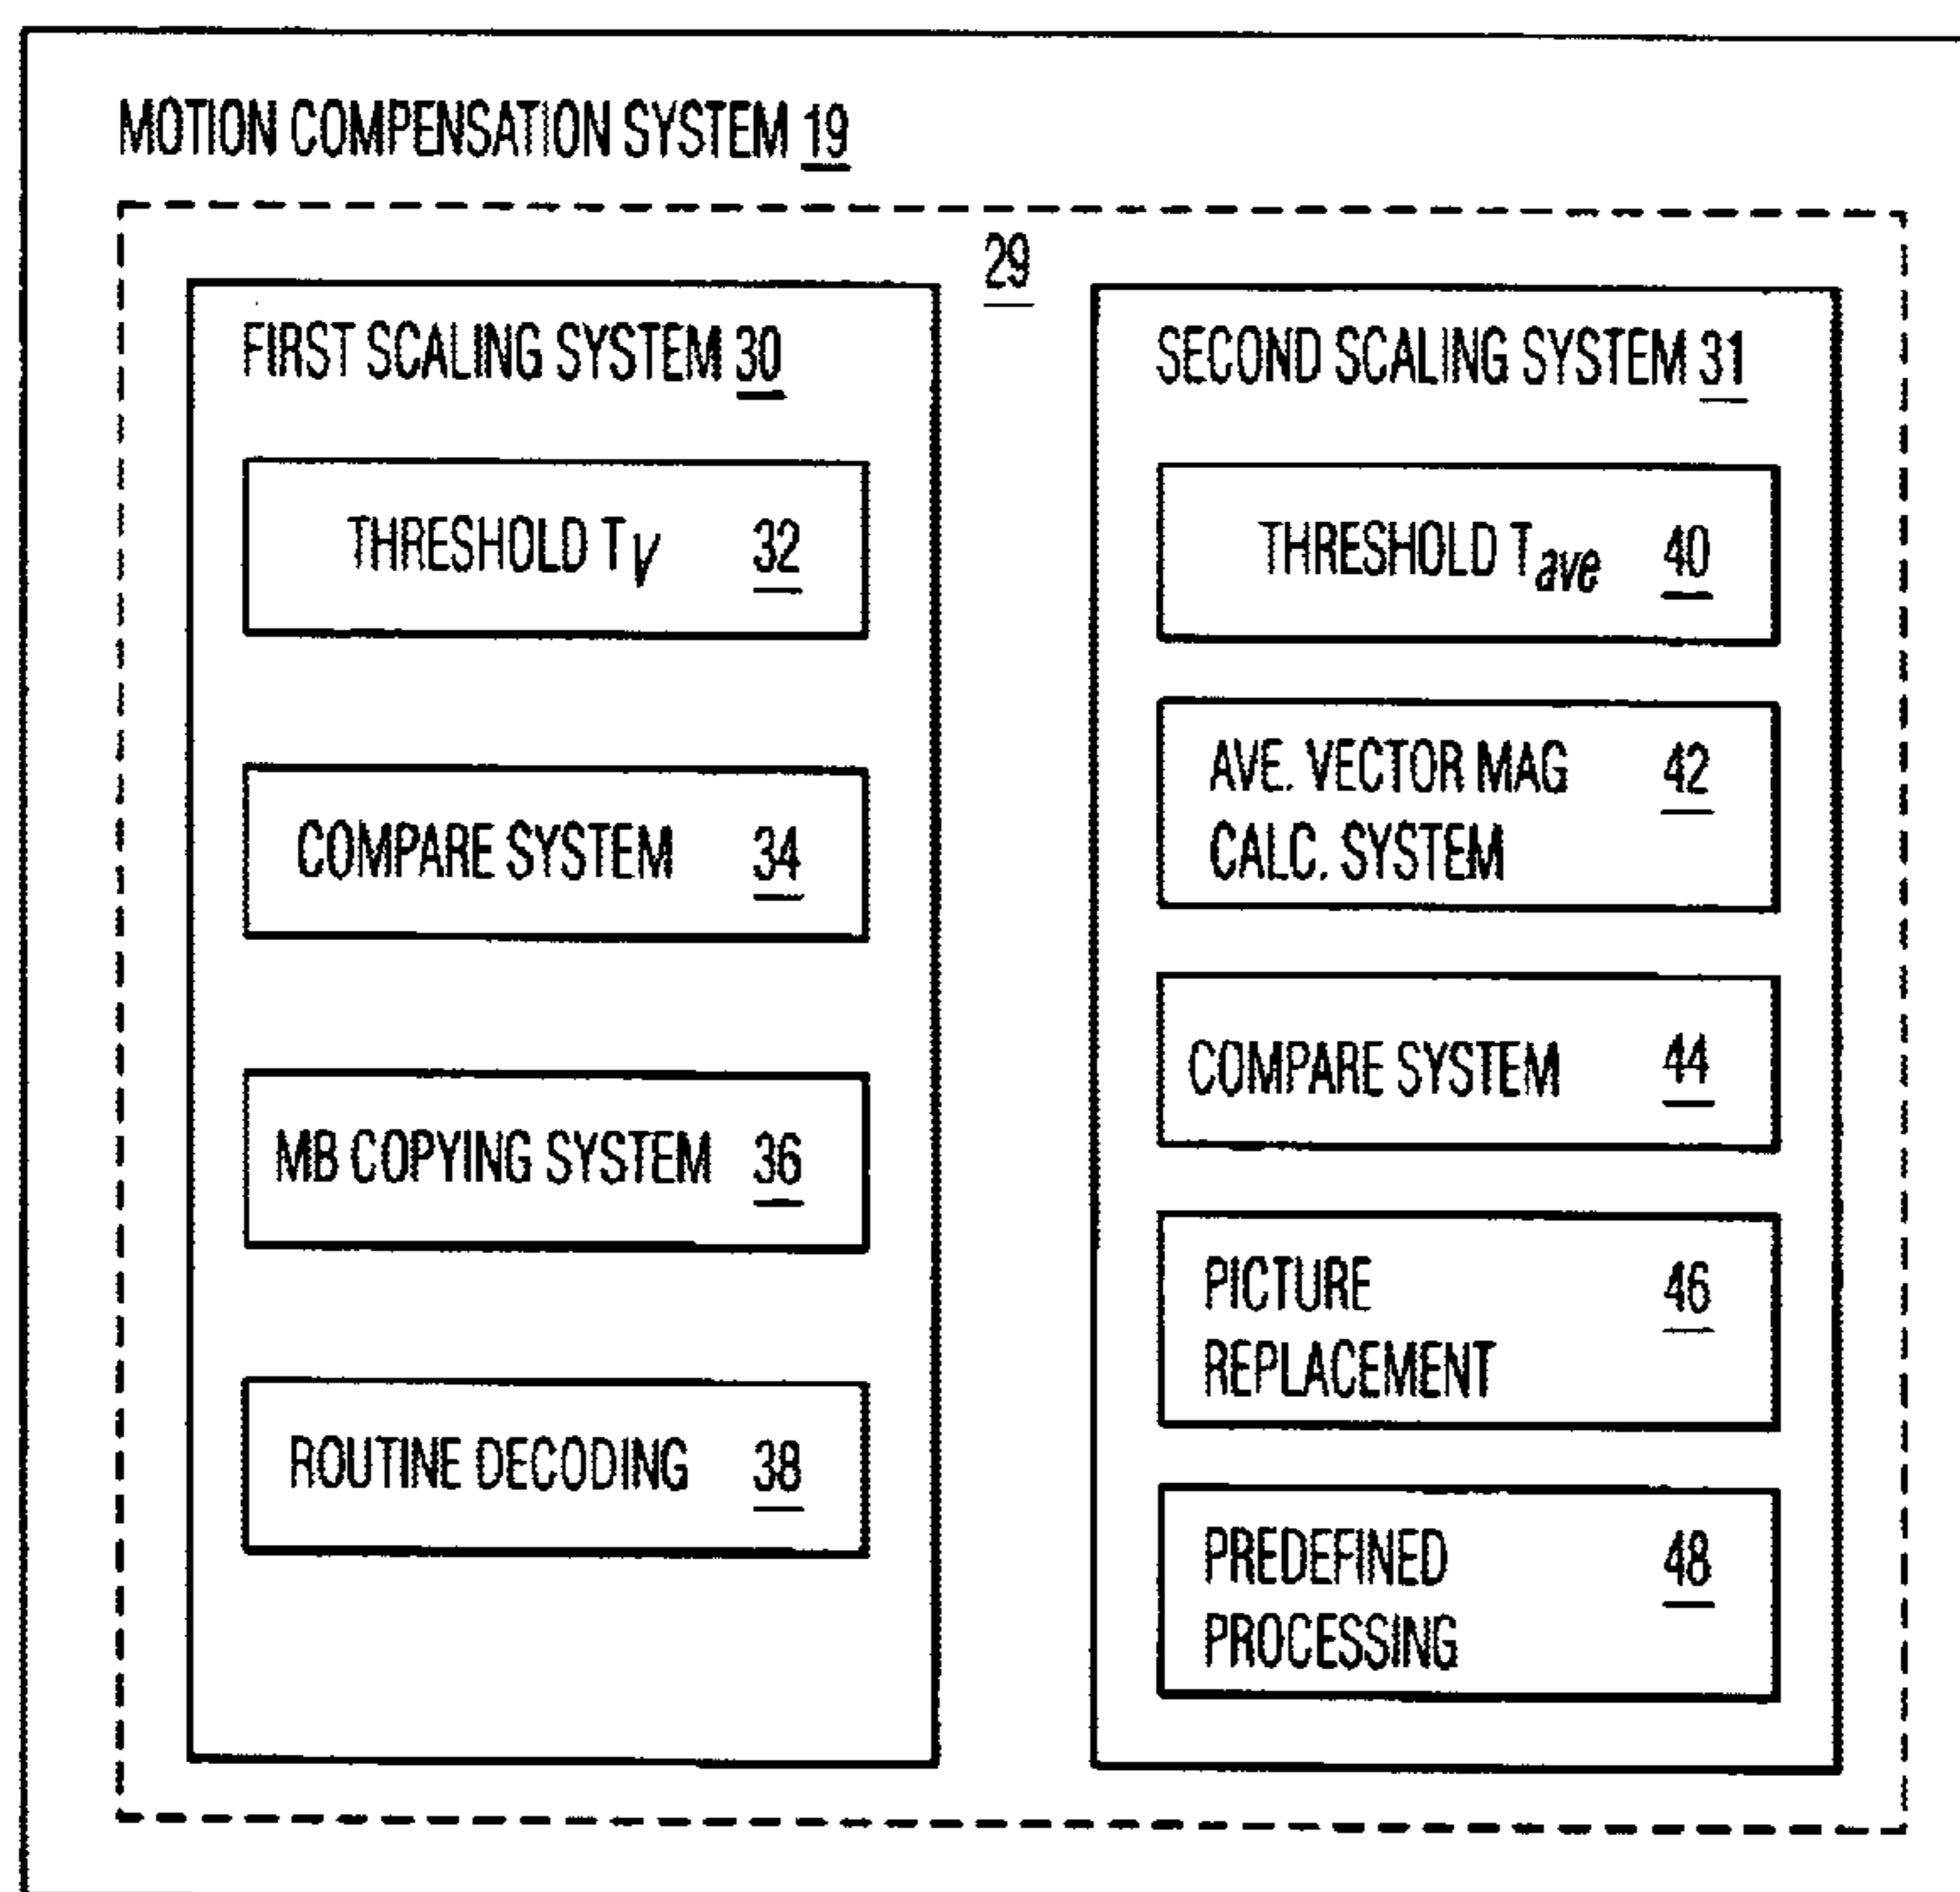 MOTION COMPENSATION SYSTEM 19
29
FIRST SCALING SYSTEM 30
THRESHOLD TV 32
COMPARE SYSTEM 34
MB COPYING SYSTEM 36
ROUTINE DECODING 38
SECOND SCALING SYSTEM 31
THRESHOLD Tave 40
AVE. VECTOR MAG 42
CALC. SYSTEM
COMPARE SYSTEM 44
PICTURE 46
REPLACEMENT
PREDEFINED 48
PROCESSING